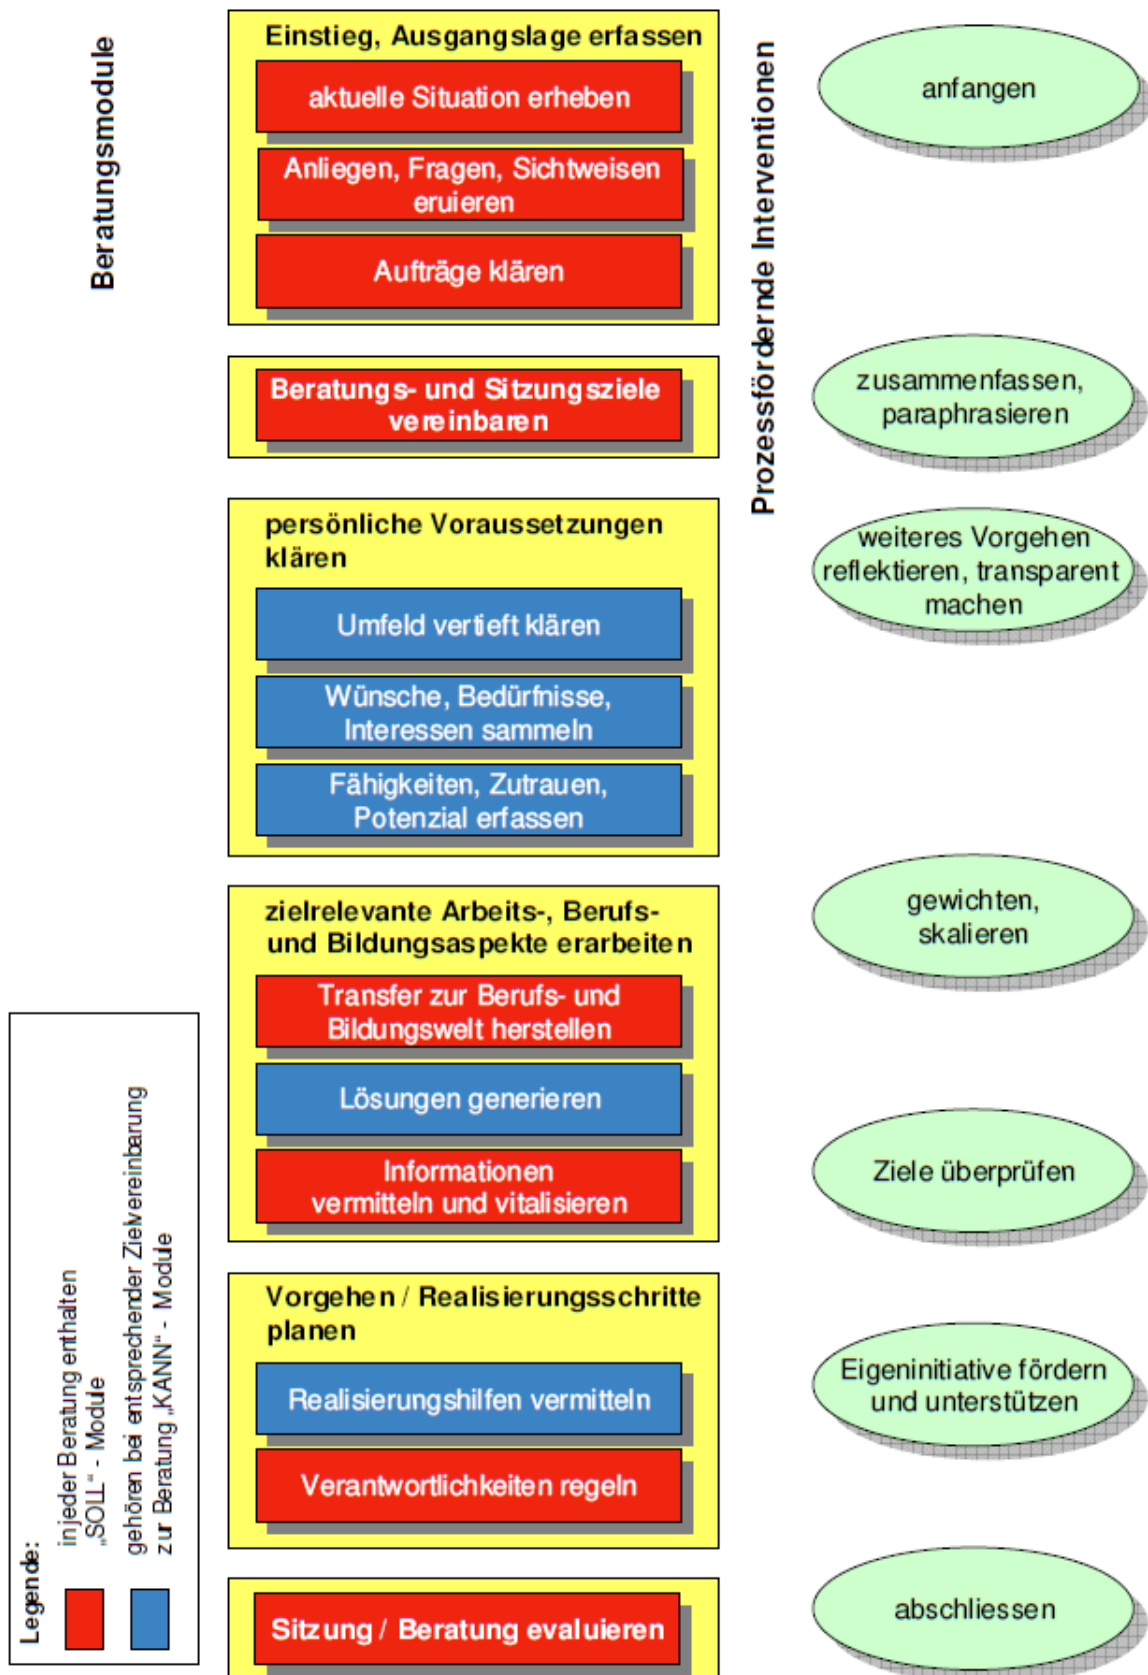 Beratungsmodule
Einstieg, Ausgangslage erfassen
aktuelle Situation erheben
Anliegen, Fragen, Sichtweisen
eruieren
Aufträge klären
Beratungs- und Sitzungsziele
vereinbaren
persönliche Voraussetzungen
klären
Umfeld vertieft klären
Wünsche, Bedürfnisse,
Interessen sammeln
Fähigkeiten, Zutrauen,
Potenzial erfassen
zielrelevante Arbeits-, Berufs-
und Bildungsaspekte erarbeiten
Transfer zur Berufs- und
Bildungswelt herstellen
Lösungen generieren
Informationen
vermitteln und vitalisieren
Vorgehen / Realisierungsschritte
planen
Realisierungshilfen vermitteln
Verantwortlichkeiten regeln
Sitzung / Beratung evaluieren
Prozessfördernde Interventionen
anfangen
zusammenfassen,
paraphrasieren
weiteres Vorgehen
reflektieren, transparent
machen
gewichten,
skalieren
Ziele überprüfen
Eigeninitiative fördern
und unterstützen
abschliessen
Legende:
in jeder Beratung enthalten
„SOLL“ - Module
gehören bei entsprechender Zielvereinbarung
zur Beratung „KANN“ - Module